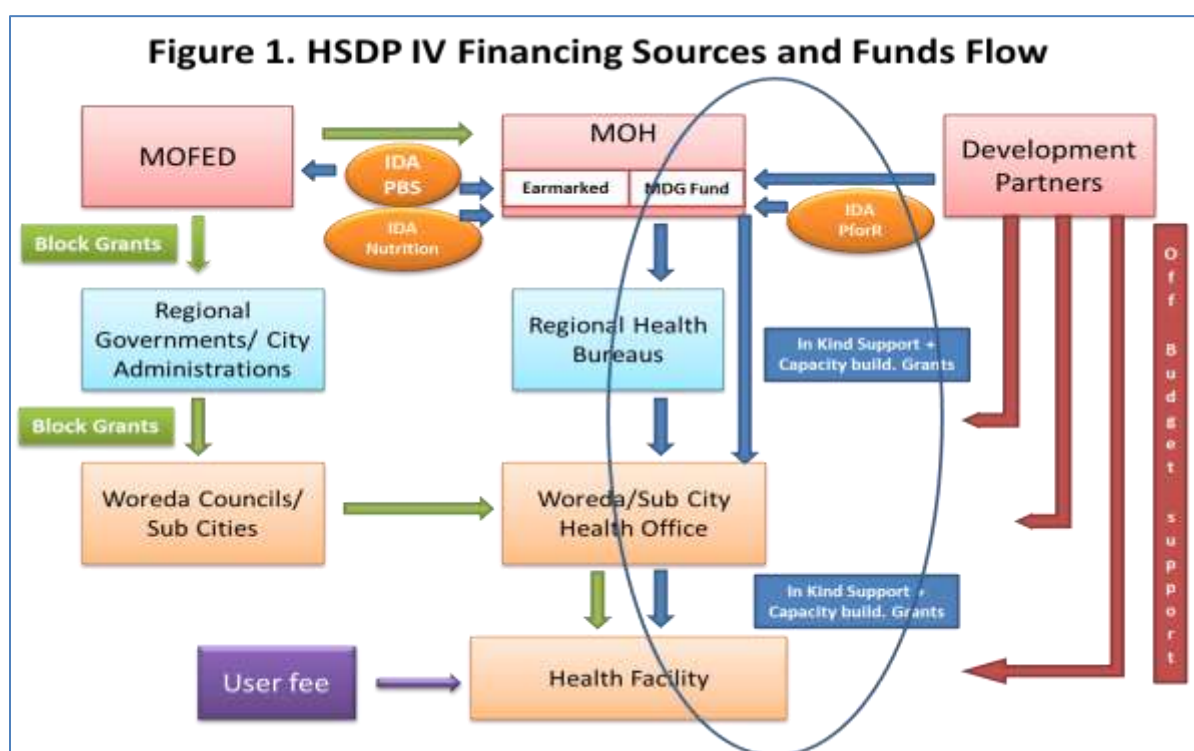 Figure 1. HSDP IV Financing Sources and Funds Flow
MOFED
IDA
PBS
IDA
Nutrition
MOH
Earmarked
MDG Fund
IDA
PforR
Development
Partners
Block Grants
Regional
Governments/ City
Administrations
Regional Health
Bureaus
In Kind Support +
Capacity build. Grants
Block Grants
Woreda Councils/
Sub Cities
Woreda/Sub City
Health Office
In Kind Support +
Capacity build. Grants
User fee
Health Facility
Off Budget support